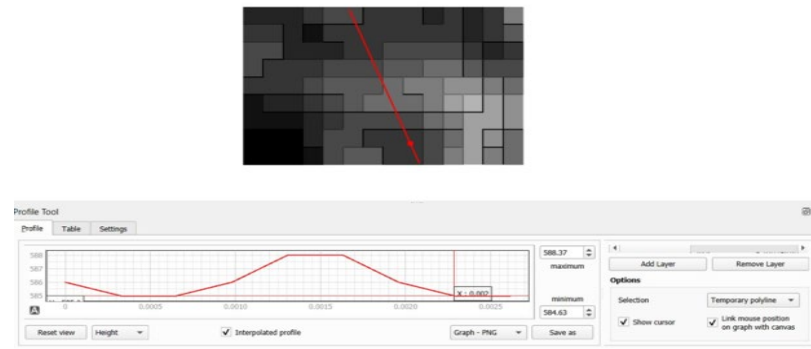 Profile Tool
Profile Table Settings
588
587
586
585
0 0.0005 0.0010 0.0015 0.0020 0.0025
X : 0.002
A
588.37
maximum
minimum
584.63
Reset view Height Interpolated profile Graph - PNG Save as
Add Layer Remove Layer
Options
Selection Temporary polyline
Show cursor Link mouse position
on graph with canvas